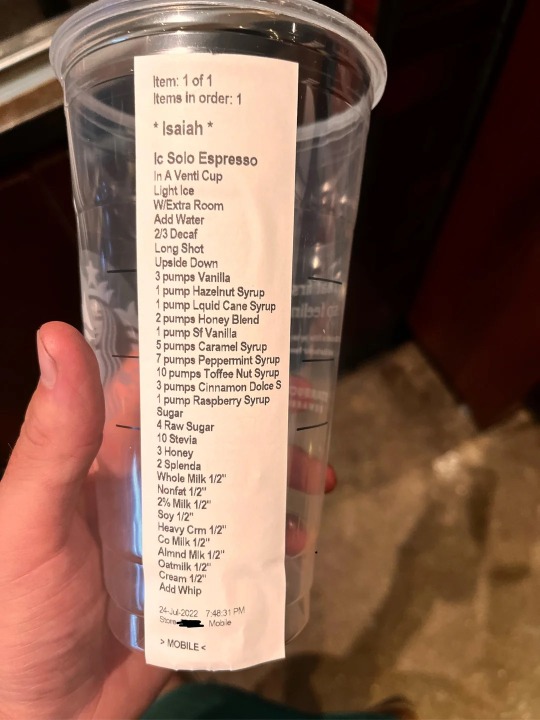 Item: 1 of 1
Items in order: 1
* Isaiah *
Ic Solo Espresso
In A Venti Cup
Light Ice
W/Extra Room
Add Water
2/3 Decaf
Long Shot
Upside Down
3 pumps Vanilla
1 pump Hazelnut Syrup
1 pump Lquid Cane Syrup
2 pumps Honey Blend
1 pump Sf Vanilla
5 pumps Caramel Syrup
7 pumps Peppermint Syrup
10 pumps Toffee Nut Syrup
3 pumps Cinnamon Dolce S
1 pump Raspberry Syrup
Sugar
4 Raw Sugar
10 Stevia
3 Honey
2 Splenda
Whole Milk 1/2"
Nonfat 1/2"
2% Milk 1/2"
Soy 1/2"
Heavy Crm 1/2"
Co Milk 1/2"
Almnd Mlk 1/2"
Oatmilk 1/2"
Cream 1/2"
Add Whip
24-Jul-2022 7:48:31 PM
Store Mobile
> MOBILE <